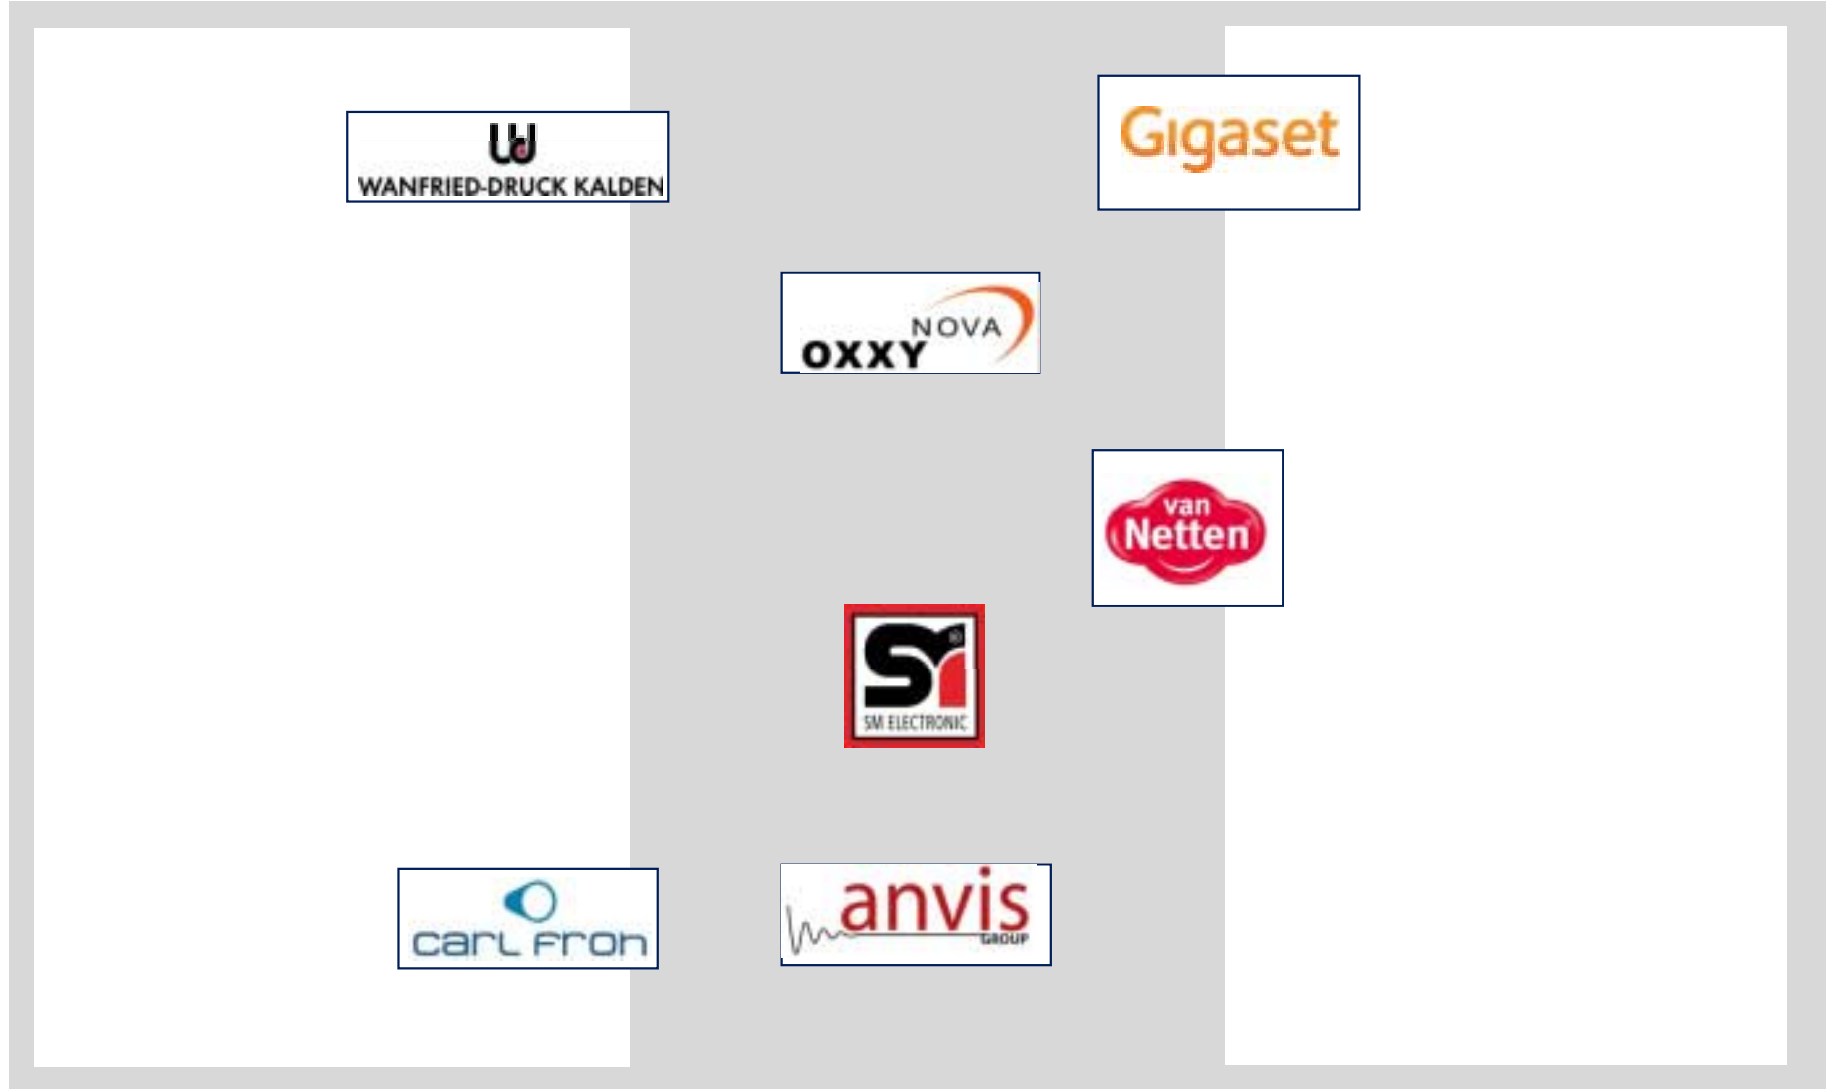 WANFRIED-DRUCK KALDEN
Gigaset
NOVA
OXXY
van
Netten
SM ELECTRONIC
carl Fron
anvis
GROUP